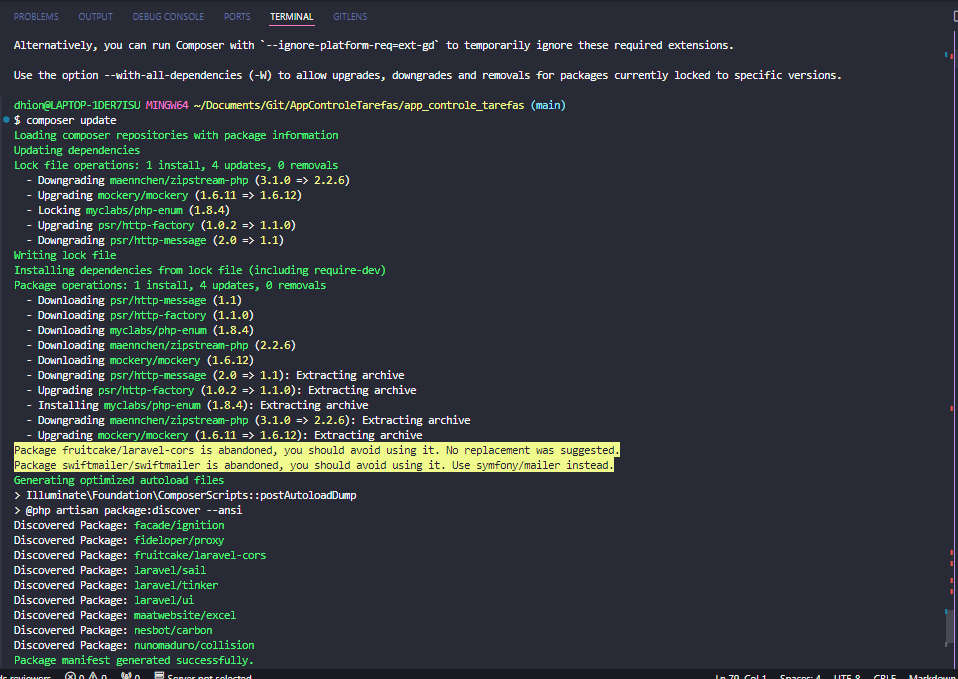 PROBLEMS OUTPUT DEBUG CONSOLE PORTS TERMINAL GITLENS
Alternatively, you can run Composer with `--ignore-platform-req=ext-gd` to temporarily ignore these required extensions.
Use the option --with-all-dependencies (-W) to allow upgrades, downgrades and removals for packages currently locked to specific versions.
dhion@LAPTOP-1DER7ISU MINGW64 ~/Documents/Git/AppControleTarefas/app_controle_tarefas (main)
$ composer update
Loading composer repositories with package information
Updating dependencies
Lock file operations: 1 install, 4 updates, 0 removals
- Downgrading maennchen/zipstream-php (3.1.0 => 2.2.6)
- Upgrading mockery/mockery (1.6.11 => 1.6.12)
- Locking myclabs/php-enum (1.8.4)
- Upgrading psr/http-factory (1.0.2 => 1.1.0)
- Downgrading psr/http-message (2.0 => 1.1)
Writing lock file
Installing dependencies from lock file (including require-dev)
Package operations: 1 install, 4 updates, 0 removals
- Downloading psr/http-message (1.1)
- Downloading psr/http-factory (1.1.0)
- Downloading myclabs/php-enum (1.8.4)
- Downloading maennchen/zipstream-php (2.2.6)
- Downloading mockery/mockery (1.6.12)
- Downgrading psr/http-message (2.0 => 1.1): Extracting archive
- Upgrading psr/http-factory (1.0.2 => 1.1.0): Extracting archive
- Installing myclabs/php-enum (1.8.4): Extracting archive
- Downgrading maennchen/zipstream-php (3.1.0 => 2.2.6): Extracting archive
- Upgrading mockery/mockery (1.6.11 => 1.6.12): Extracting archive
Package fruitcake/laravel-cors is abandoned, you should avoid using it. No replacement was suggested.
Package swiftmailer/swiftmailer is abandoned, you should avoid using it. Use symfony/mailer instead.
Generating optimized autoload files
> Illuminate\Foundation\ComposerScripts::postAutoloadDump
> @php artisan package:discover --ansi
Discovered Package: facade/ignition
Discovered Package: fideloper/proxy
Discovered Package: fruitcake/laravel-cors
Discovered Package: laravel/sail
Discovered Package: laravel/tinker
Discovered Package: laravel/ui
Discovered Package: maatwebsite/excel
Discovered Package: nesbot/carbon
Discovered Package: nunomaduro/collision
Package manifest generated successfully.
reviewers 0 0 0 Server not selected Ln 79, Col 1 Spaces: 4 UTF-8 CRLF Markdown